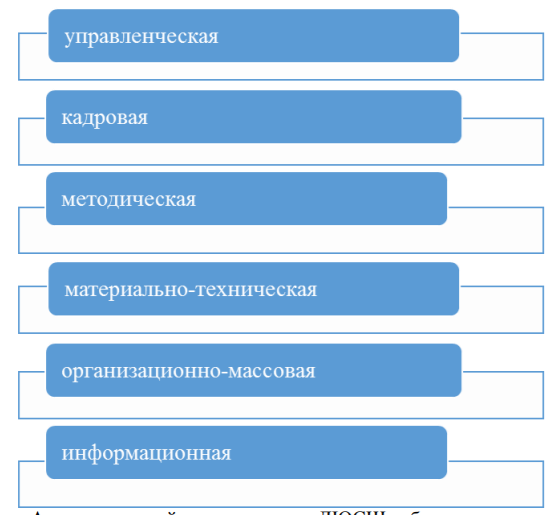 управленческая
кадровая
методическая
материально-техническая
организационно-массовая
информационная